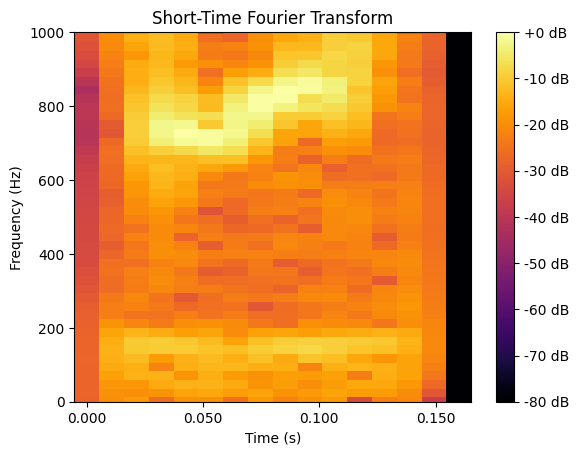 Short-Time Fourier Transform
1000
800
600
400
200
0
Frequency (Hz)
0.000
0.050
0.100
0.150
Time (s)
+0 dB
-10 dB
-20 dB
-30 dB
-40 dB
-50 dB
-60 dB
-70 dB
-80 dB